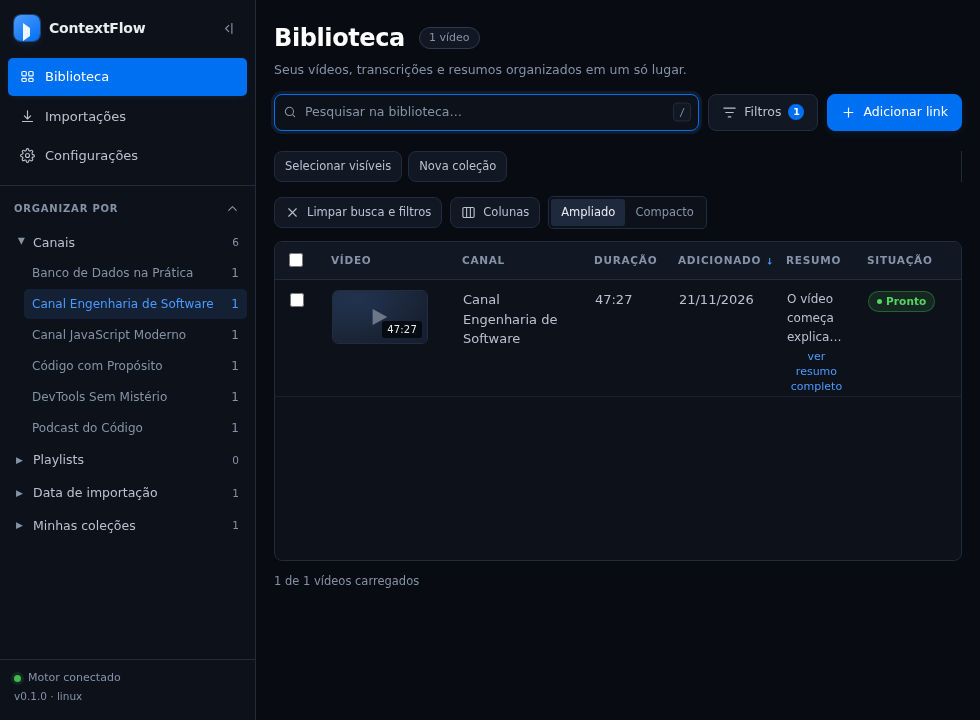 ContextFlow
Biblioteca
Importações
Configurações
ORGANIZAR POR
Canais 6
Banco de Dados na Prática 1
Canal Engenharia de Software 1
Canal JavaScript Moderno 1
Código com Propósito 1
DevTools Sem Mistério 1
Podcast do Código 1
Playlists 0
Data de importação 1
Minhas coleções 1
Motor conectado
v0.1.0 · linux
Biblioteca 1 vídeo
Seus vídeos, transcrições e resumos organizados em um só lugar.
Pesquisar na biblioteca… /
Filtros 1
Adicionar link
Selecionar visíveis
Nova coleção
Limpar busca e filtros
Colunas
Ampliado
Compacto
VÍDEO CANAL DURAÇÃO ADICIONADO ↓ RESUMO SITUAÇÃO
47:27
Canal
Engenharia de
Software
47:27
21/11/2026
O vídeo
começa
explica…
ver
resumo
completo
Pronto
1 de 1 vídeos carregados